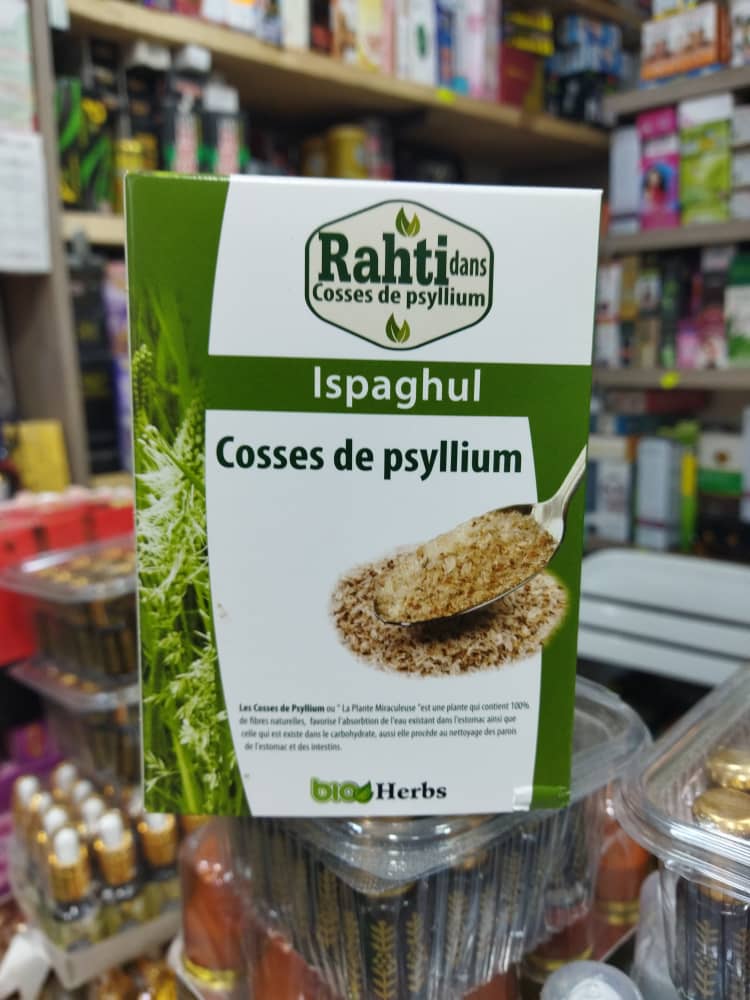 Rahti dans
Cosses de psyllium
Ispaghul
Cosses de psyllium
Les Cosses de Psyllium ou " La Plante Miraculeuse "est une plante qui contient 100%
de fibres naturelles, favorise l'absorbtion de l'eau existant dans l'estomac ainsi que
celle qui est existe dans le carbohydrate, aussi elle procède au nettoyage des parois
de l'estomac et des intestins.
bio Herbs